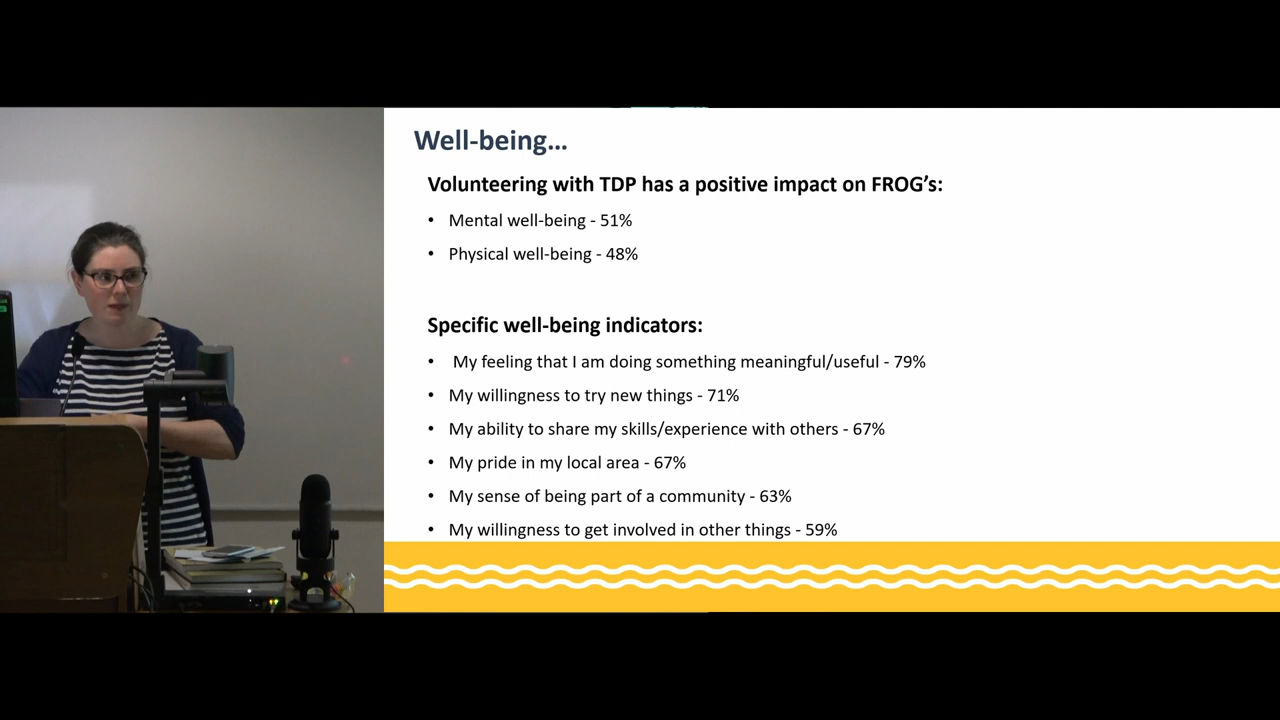 Well-being…
Volunteering with TDP has a positive impact on FROG’s:
• Mental well-being - 51%
• Physical well-being - 48%
Specific well-being indicators:
• My feeling that I am doing something meaningful/useful - 79%
• My willingness to try new things - 71%
• My ability to share my skills/experience with others - 67%
• My pride in my local area - 67%
• My sense of being part of a community - 63%
• My willingness to get involved in other things - 59%